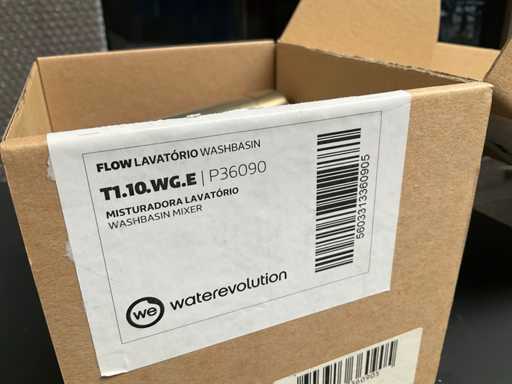 FLOW LAVATÓRIO WASHBASIN
T1.10.WG.E | P36090
MISTURADORA LAVATÓRIO
WASHBASIN MIXER
5603313360905
we waterevolution